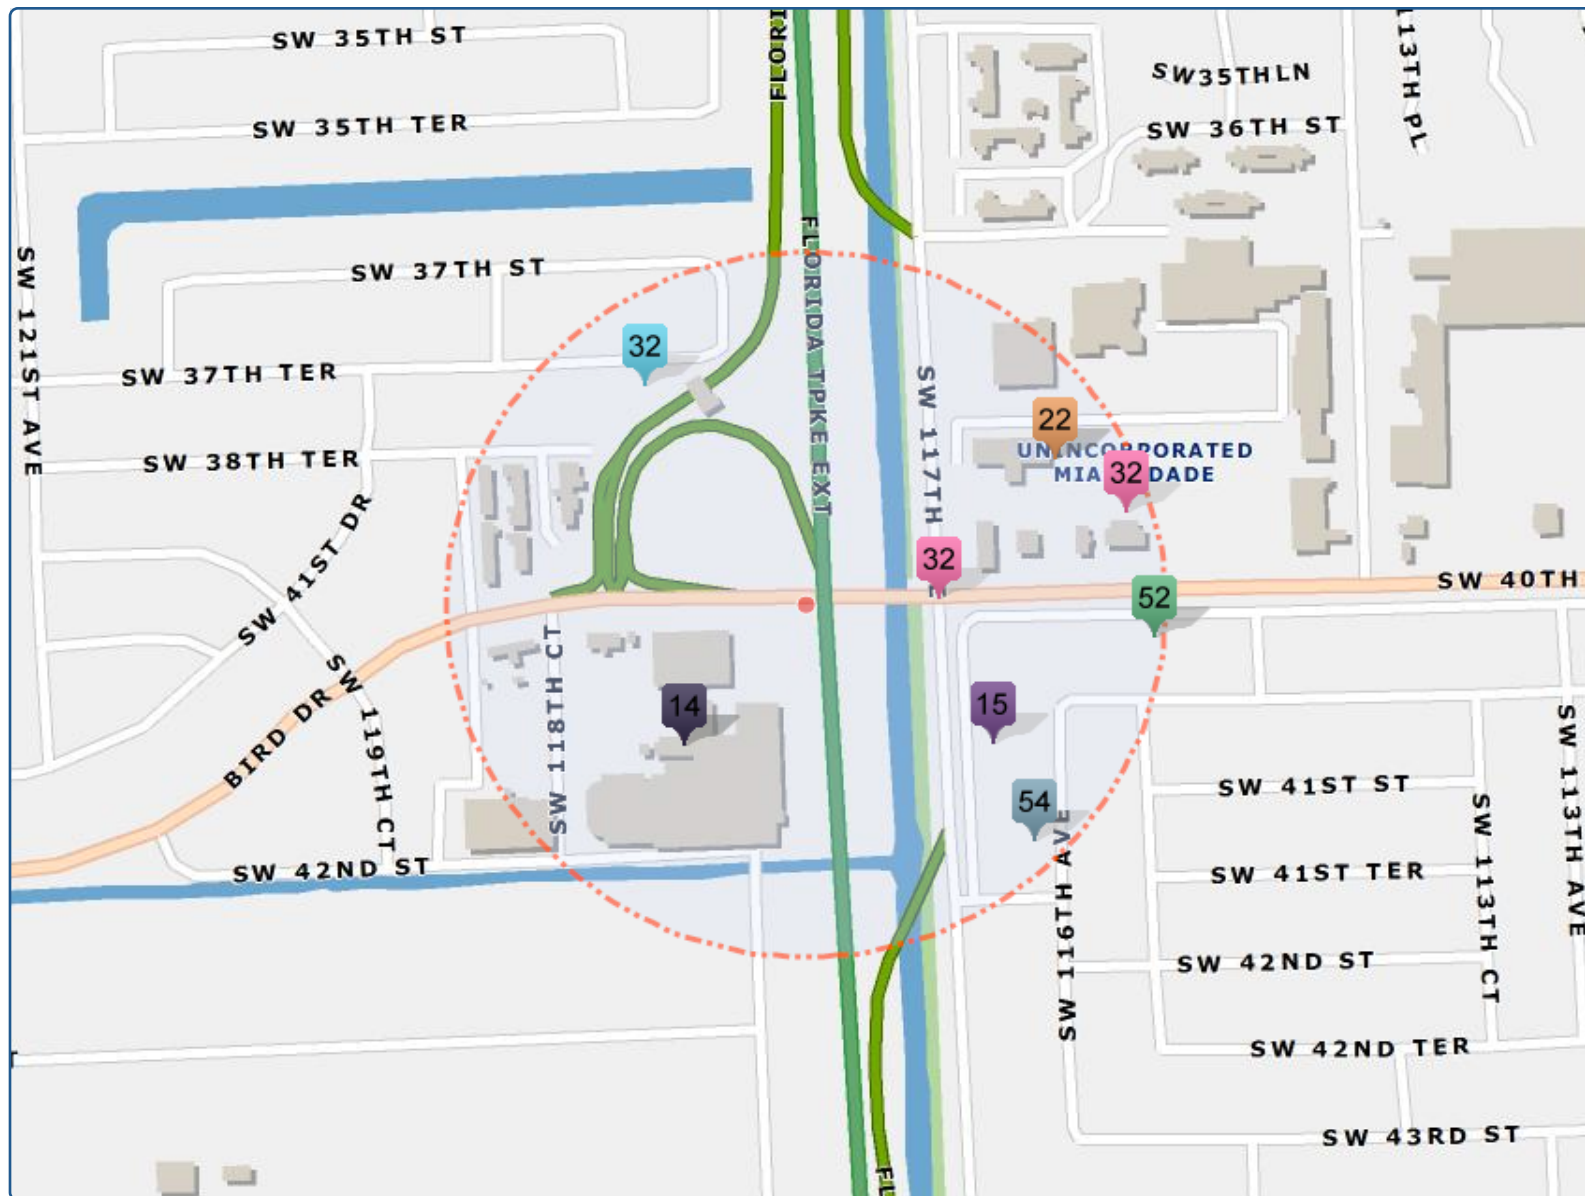 SW 35TH ST
FLORI
SW 35TH TER
SW35THLN
113TH PL
SW 36TH ST
SW 121ST AVE
SW 37TH ST
FLORIDA TPKE EXT
32
SW 37TH TER
SW 117TH
22
UNINCORPORATED
MIA DADE
32
SW 38TH TER
SW 41ST DR
32
SW 40TH
52
SW 118TH CT
SW 119TH CT
BIRD DR
14
15
SW 113TH AVE
SW 41ST ST
54
SW 113TH CT
SW 116TH AVE
SW 42ND ST
SW 41ST TER
SW 42ND ST
SW 42ND TER
SW 43RD ST
FL